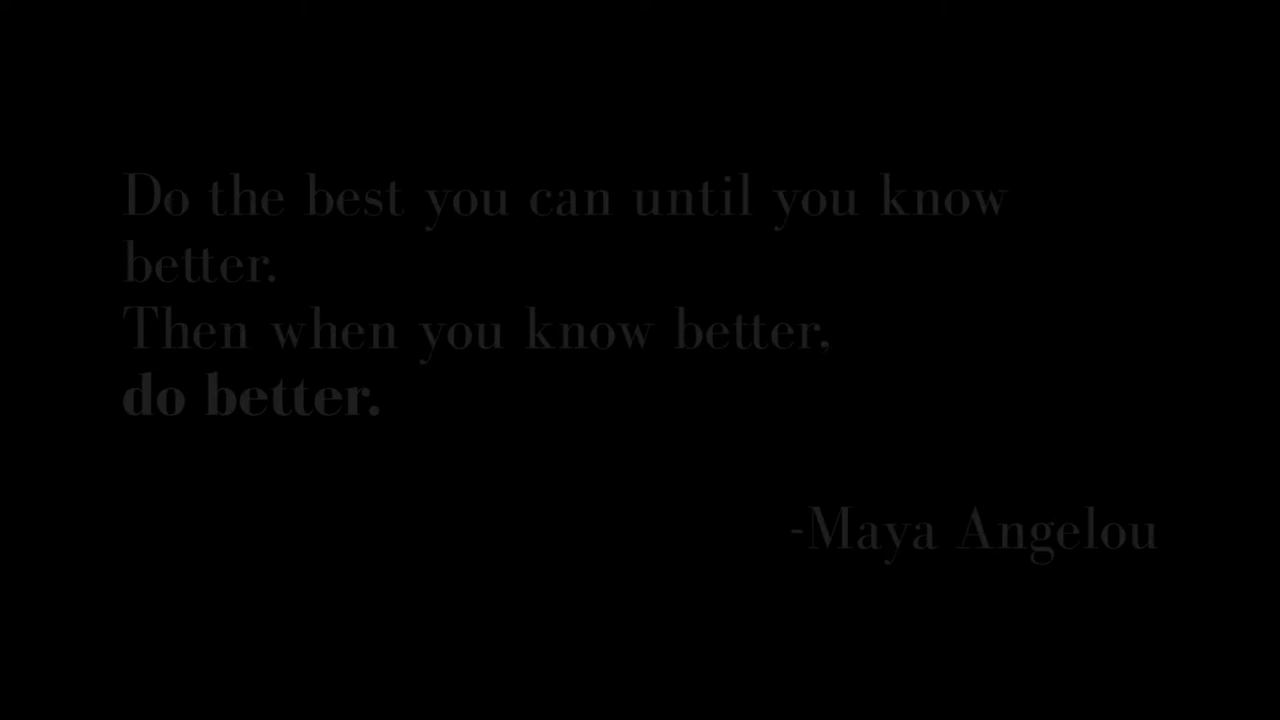 Do the best you can until you know
better.
Then when you know better,
do better.
-Maya Angelou